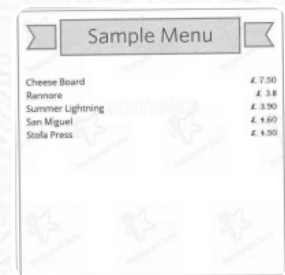 Sample Menu
Cheese Board £ 7.50
Rannore £ 3.8
Summer Lightning £ 3.90
San Miguel £ 4.60
Stofa Press £ 4.50